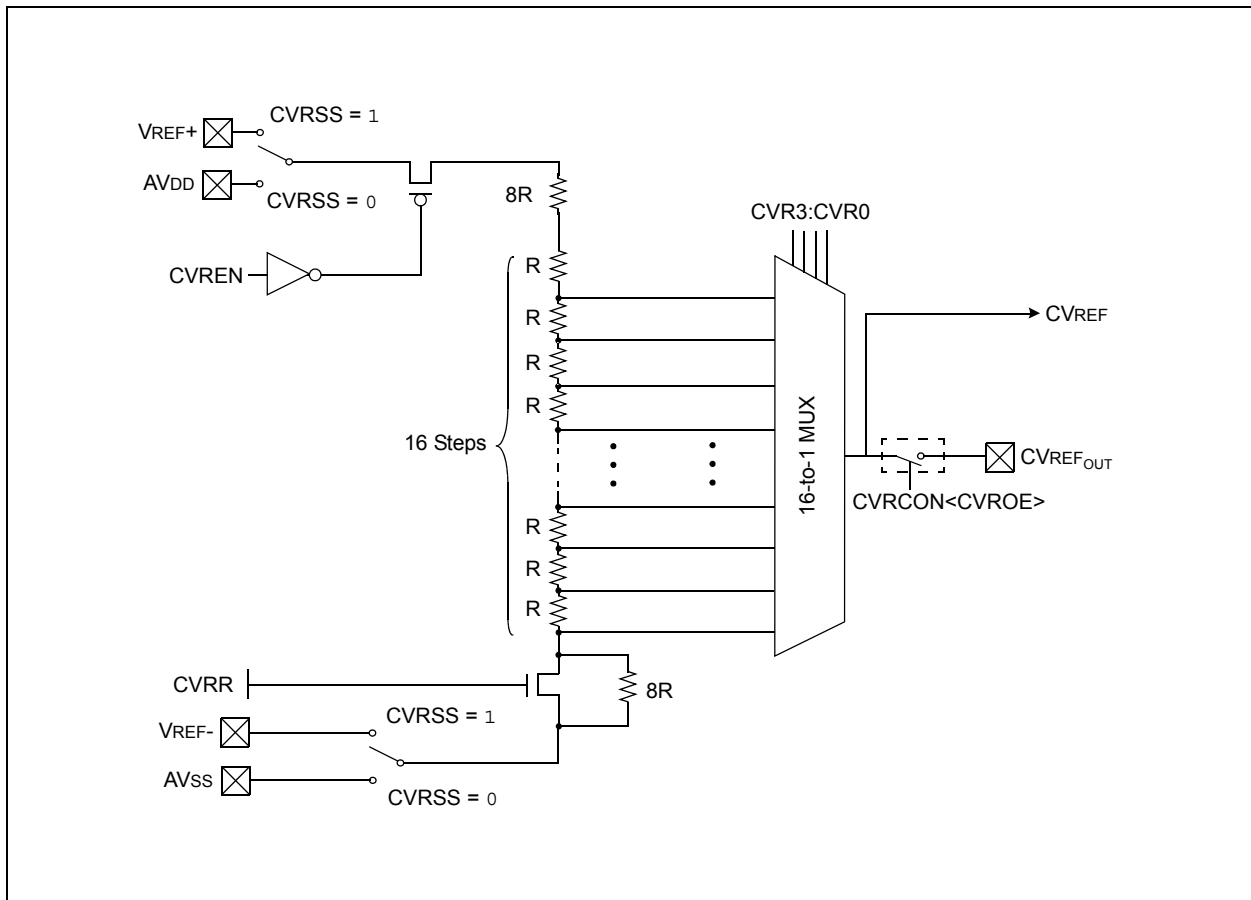 CVRSS = 1
VREF+
AVDD
CVRSS = 0
8R
CVR3:CVR0
CVREN
R
R
R
R
16 Steps
R
R
R
16-to-1 MUX
CVREF
CVREFOUT
CVRCON<CVROE>
CVRR
8R
CVRSS = 1
VREF-
AVSS
CVRSS = 0